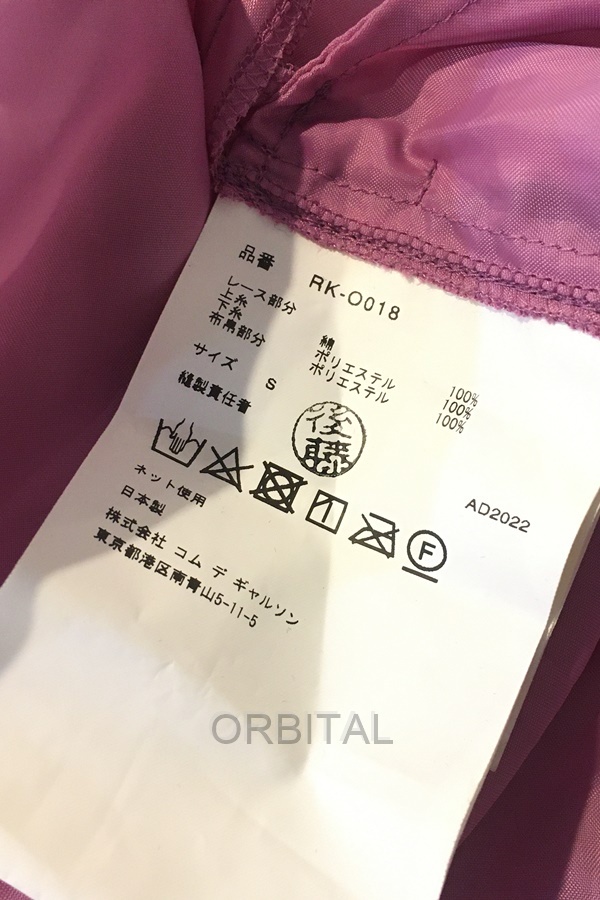 品番 RK-O018
レース部分
上糸 綿 100%
下糸 ポリエステル 100%
布帛部分 ポリエステル 100%
サイズ S
縫製責任者 後藤
F
ネット使用
日本製 AD2022
株式会社 コム デ ギャルソン
東京都港区南青山5-11-5
ORBITAL